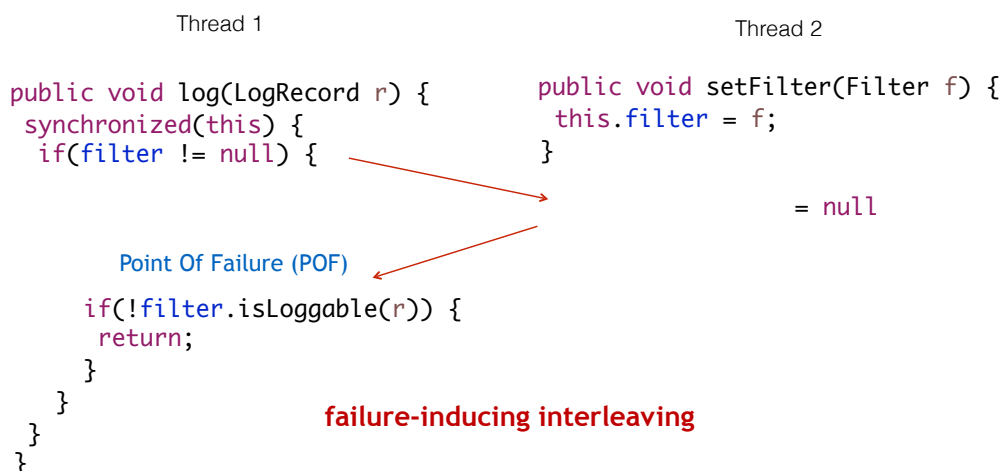 Thread 1
public void log(LogRecord r) {
synchronized(this) {
if(filter != null) {
Thread 2
public void setFilter(Filter f) {
this.filter = f;
}
= null
Point Of Failure (POF)
if(!filter.isLoggable(r)) {
return;
}
}
}
}
failure-inducing interleaving